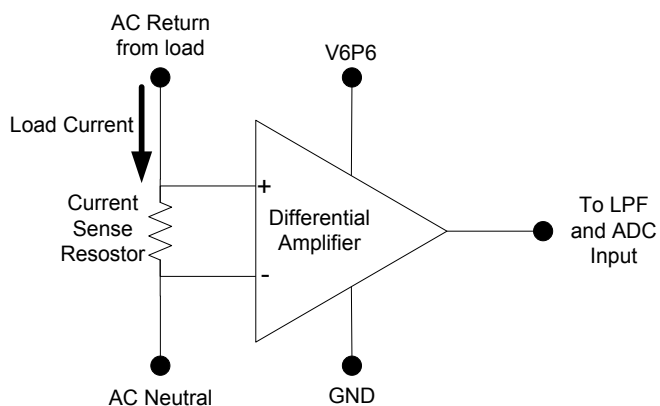 AC Return
from load
V6P6
Load Current
+
Current
Sense
Resostor
Differential
Amplifier
-
To LPF
and ADC
Input
AC Neutral
GND